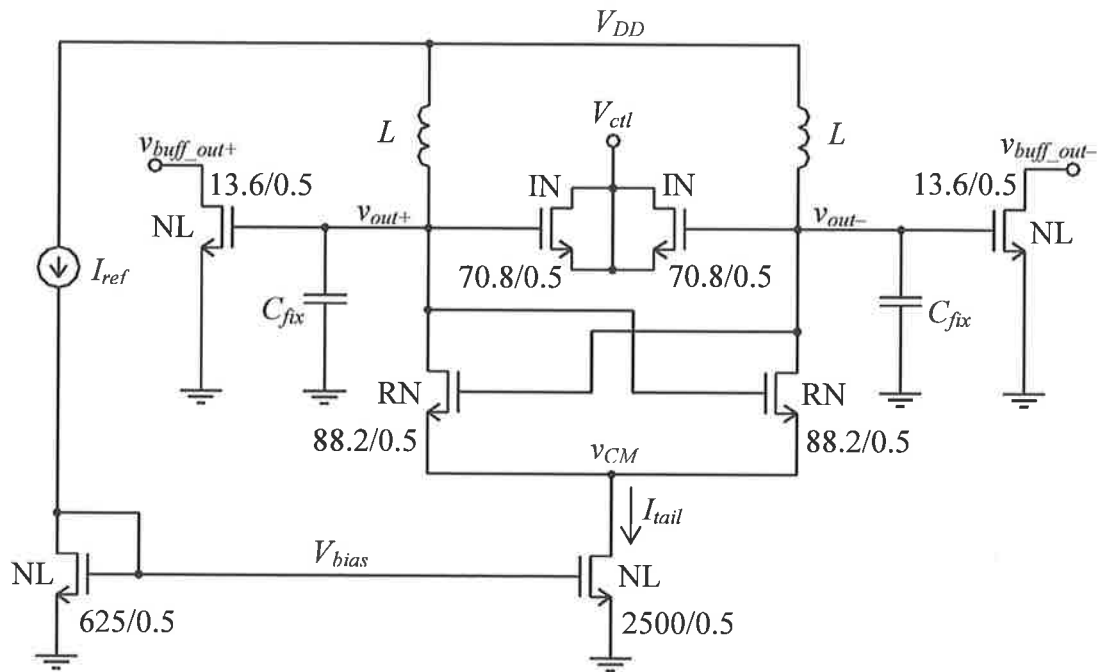 V_DD
V_ctl
L
L
v_buff_out+
v_buff_out–
13.6/0.5
IN
IN
13.6/0.5
NL
v_out+
v_out–
NL
I_ref
70.8/0.5
70.8/0.5
C_fix
C_fix
RN
RN
88.2/0.5
88.2/0.5
v_CM
I_tail
V_bias
NL
NL
625/0.5
2500/0.5